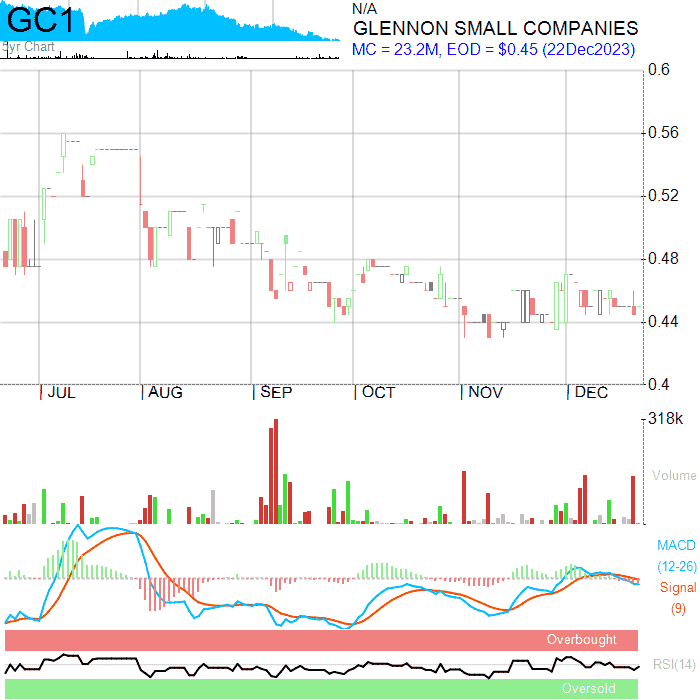 GC1
5yr Chart
N/A
GLENNON SMALL COMPANIES
MC = 23.2M, EOD = $0.45 (22Dec2023)
0.6
0.56
0.52
0.48
0.44
0.4
JUL AUG SEP OCT NOV DEC
318k
Volume
MACD
(12-26)
Signal
(9)
Overbought
RSI(14)
Oversold